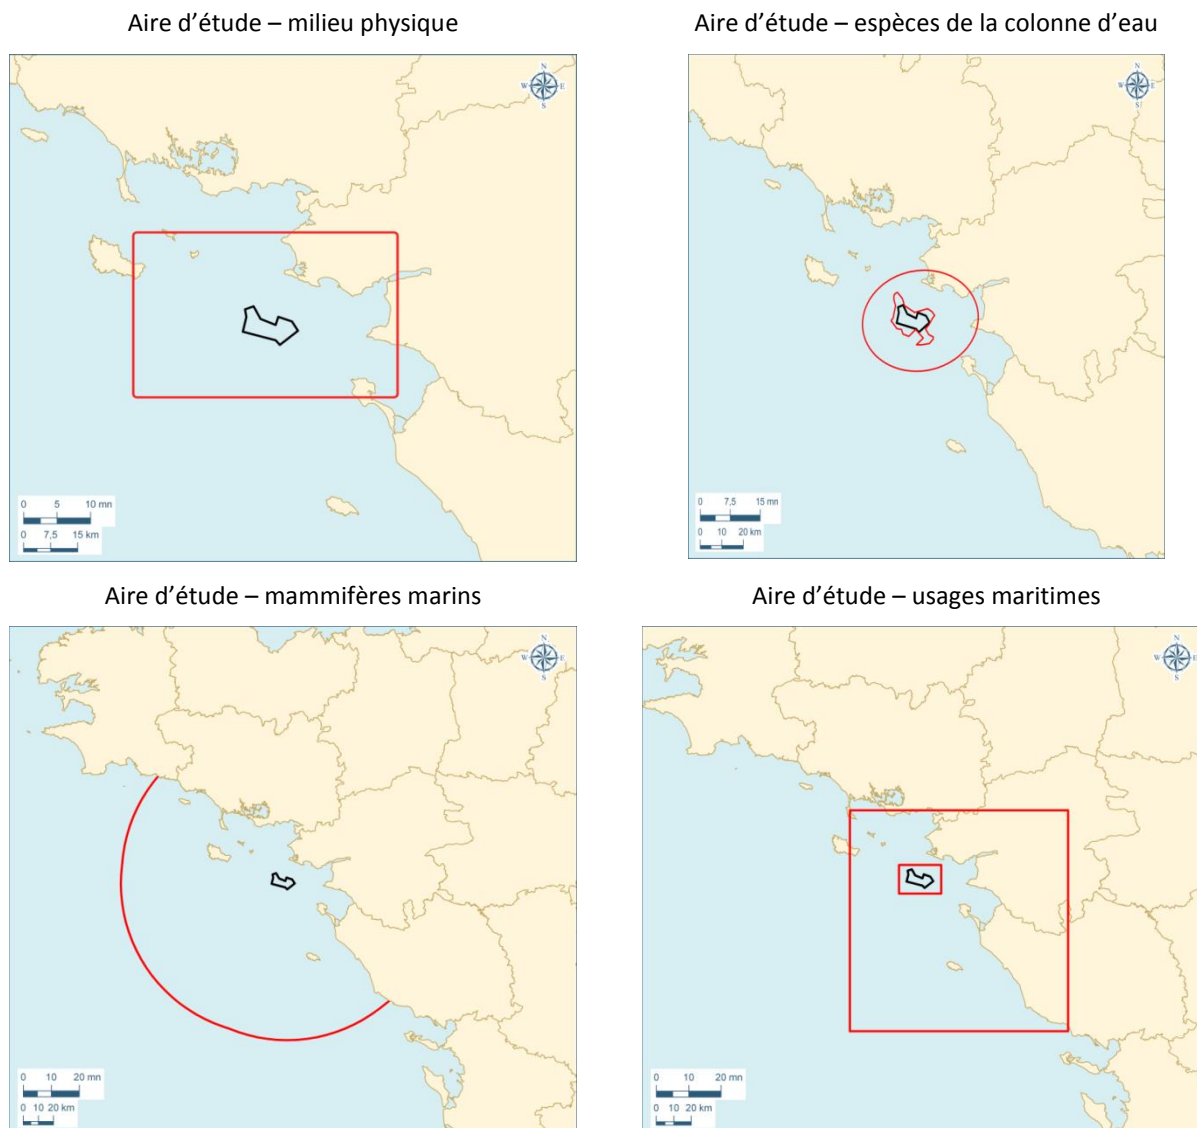 Aire d’étude – milieu physique
Aire d’étude – espèces de la colonne d’eau
N
W E
S
0 5 10 mn
0 7,5 15 km
N
W E
S
0 7,5 15 mn
0 10 20 km
Aire d’étude – mammifères marins
Aire d’étude – usages maritimes
N
W E
S
0 10 20 mn
0 10 20 km
N
W E
S
0 10 20 mn
0 10 20 km